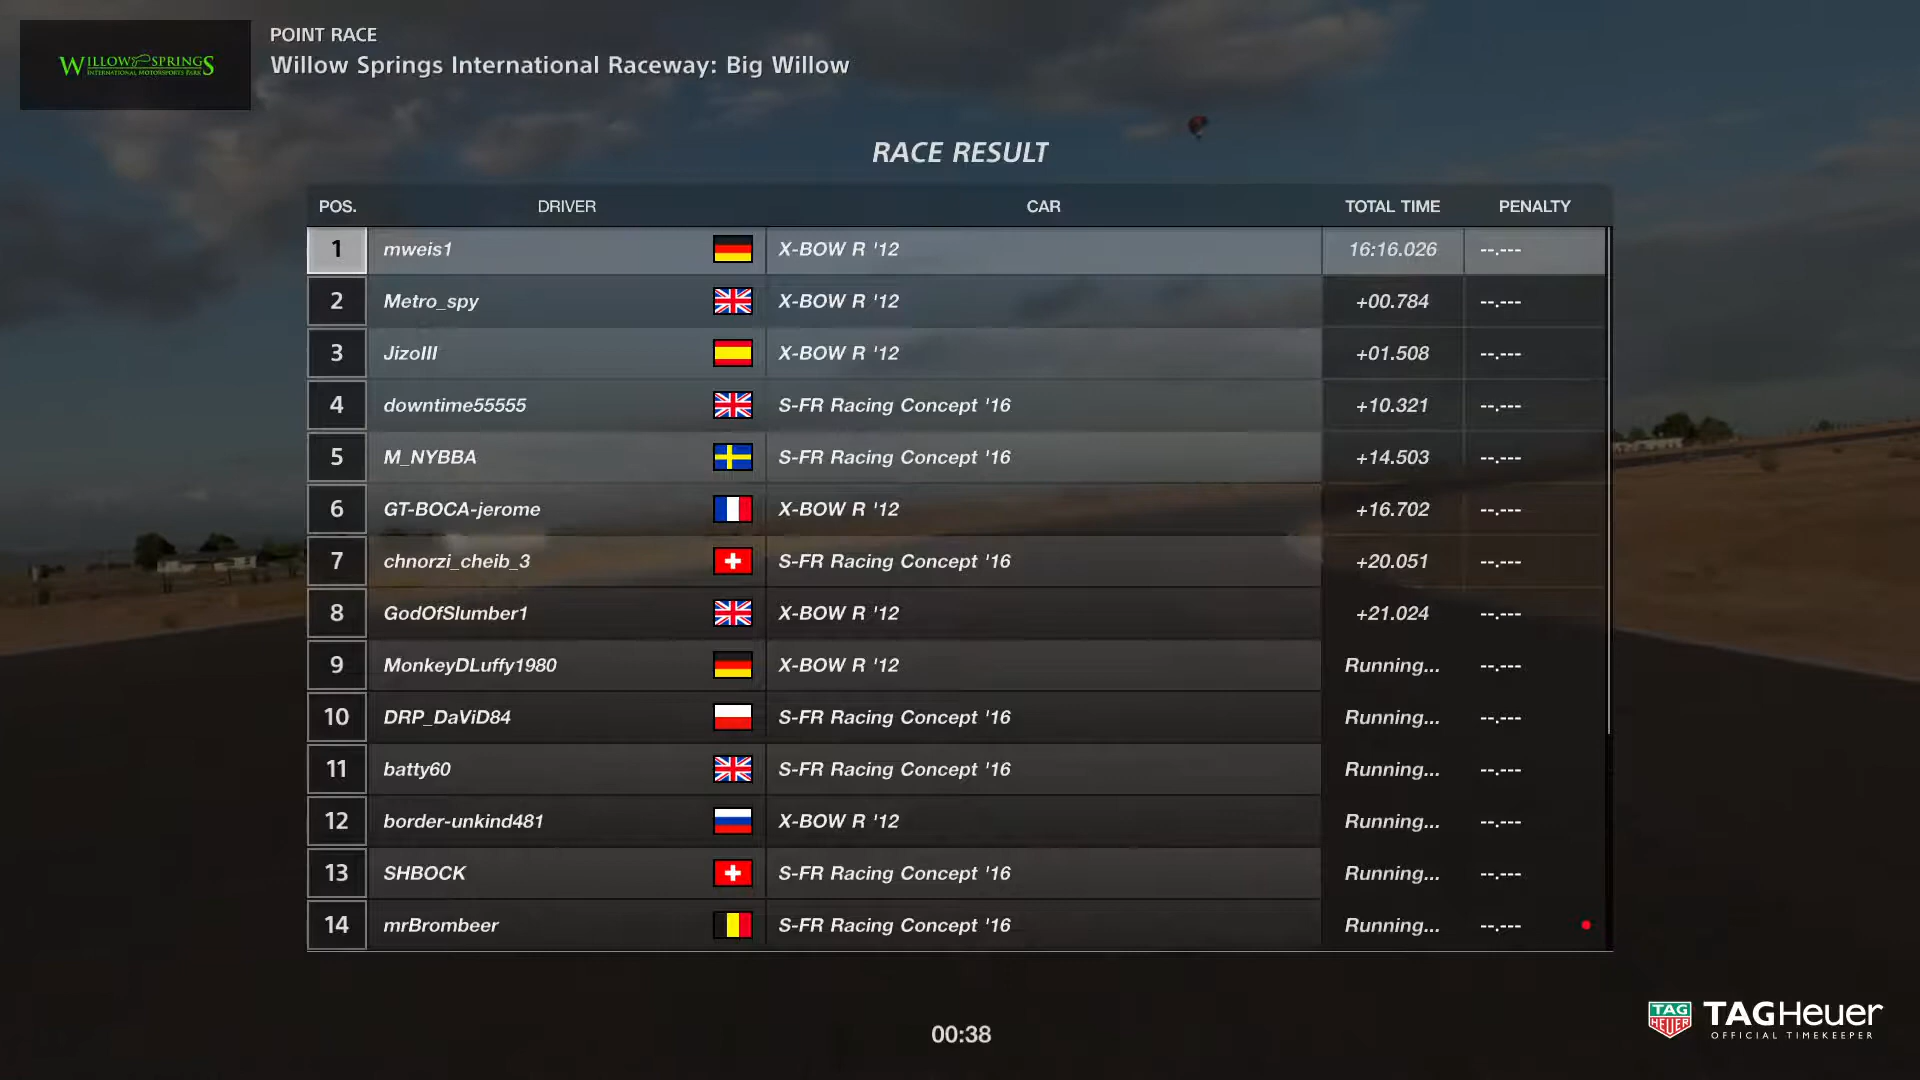 WILLOW SPRINGS
INTERNATIONAL MOTORSPORTS PARK
POINT RACE
Willow Springs International Raceway: Big Willow
RACE RESULT
POS. DRIVER CAR TOTAL TIME PENALTY
1 mweis1 X-BOW R '12 16:16.026 --.---
2 Metro_spy X-BOW R '12 +00.784 --.---
3 JizoIII X-BOW R '12 +01.508 --.---
4 downtime55555 S-FR Racing Concept '16 +10.321 --.---
5 M_NYBBA S-FR Racing Concept '16 +14.503 --.---
6 GT-BOCA-jerome X-BOW R '12 +16.702 --.---
7 chnorzi_cheib_3 S-FR Racing Concept '16 +20.051 --.---
8 GodOfSlumber1 X-BOW R '12 +21.024 --.---
9 MonkeyDLuffy1980 X-BOW R '12 Running... --.---
10 DRP_DaViD84 S-FR Racing Concept '16 Running... --.---
11 batty60 S-FR Racing Concept '16 Running... --.---
12 border-unkind481 X-BOW R '12 Running... --.---
13 SHBOCK S-FR Racing Concept '16 Running... --.---
14 mrBrombeer S-FR Racing Concept '16 Running... --.---
00:38
TAG HEUER
TAGHeuer
OFFICIAL TIMEKEEPER